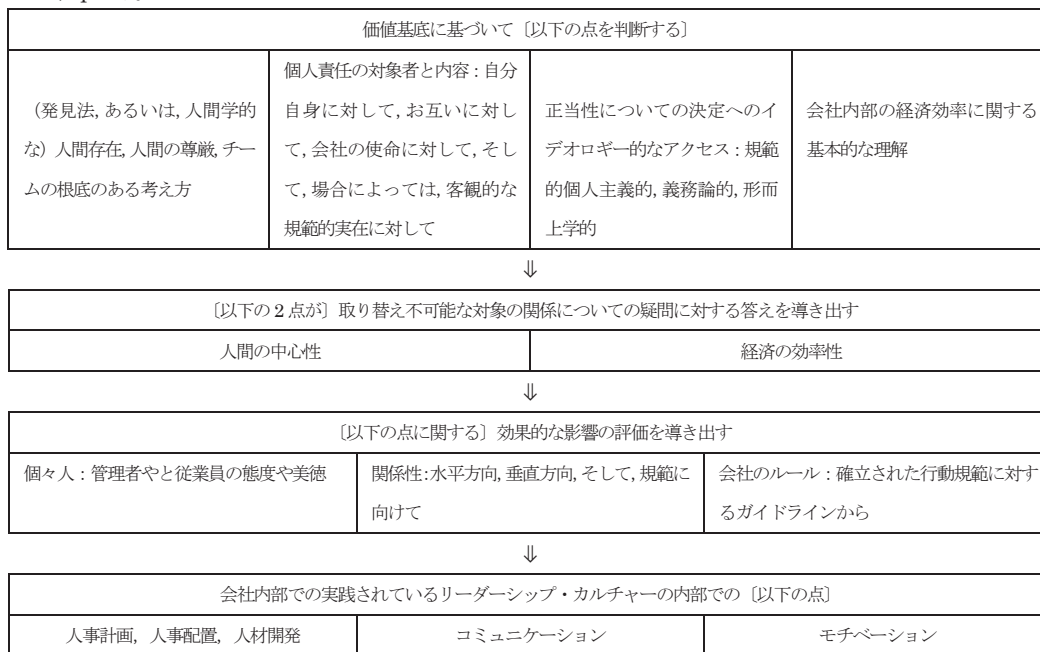 価値基底に基づいて〔以下の点を判断する〕
（発見法, あるいは, 人間学的
な）人間存在, 人間の尊厳, チー
ムの根底のある考え方
個人責任の対象者と内容：自分
自身に対して, お互いに対し
て, 会社の使命に対して, そし
て, 場合によっては, 客観的な
規範的実在に対して
正当性についての決定へのイ
デオロギー的なアクセス：規範
的個人主義的, 義務論的, 形而
上学的
会社内部の経済効率に関する
基本的な理解
⇓
〔以下の2点が〕取り替え不可能な対象の関係についての疑問に対する答えを導き出す
人間の中心性
経済の効率性
⇓
〔以下の点に関する〕効果的な影響の評価を導き出す
個々人：管理者やと従業員の態度や美徳
関係性:水平方向, 垂直方向, そして, 規範に
向けて
会社のルール：確立された行動規範に対す
るガイドラインから
⇓
会社内部での実践されているリーダーシップ・カルチャーの内部での〔以下の点〕
人事計画, 人事配置, 人材開発
コミュニケーション
モチベーション